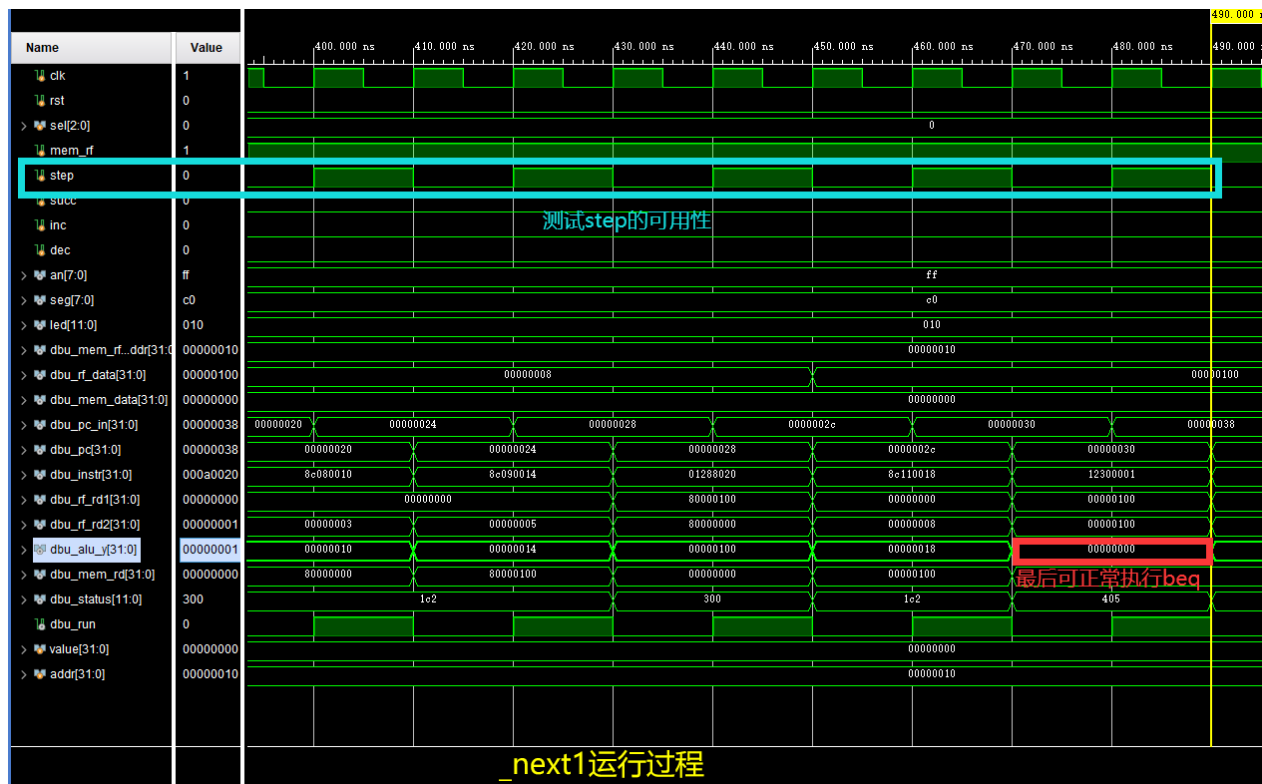 490.000
Name Value 400.000 ns 410.000 ns 420.000 ns 430.000 ns 440.000 ns 450.000 ns 460.000 ns 470.000 ns 480.000 ns 490.000
clk 1
rst 0
sel[2:0] 0 0
mem_rf 1
step 0
succ 0
测试step的可用性
inc 0
dec 0
an[7:0] ff ff
seg[7:0] c0 c0
led[11:0] 010 010
dbu_mem_rf...ddr[31:0 00000010 00000010
dbu_rf_data[31:0] 00000100 00000008 00000100
dbu_mem_data[31:0] 00000000 00000000
dbu_pc_in[31:0] 00000038 00000020 00000024 00000028 0000002c 00000030 00000038
dbu_pc[31:0] 00000038 00000020 00000024 00000028 0000002c 00000030
dbu_instr[31:0] 000a0020 8c080010 8c090014 01288020 8c110018 12300001
dbu_rf_rd1[31:0] 00000000 00000000 80000100 00000000 00000100
dbu_rf_rd2[31:0] 00000001 00000003 00000005 80000000 00000008 00000100
dbu_alu_y[31:0] 00000001 00000010 00000014 00000100 00000018 00000000
dbu_mem_rd[31:0] 00000000 80000000 80000100 00000000 00000100
最后可正常执行beq
dbu_status[11:0] 300 1c2 300 1c2 405
dbu_run 0
value[31:0] 00000000 00000000
addr[31:0] 00000010 00000010
_next1运行过程